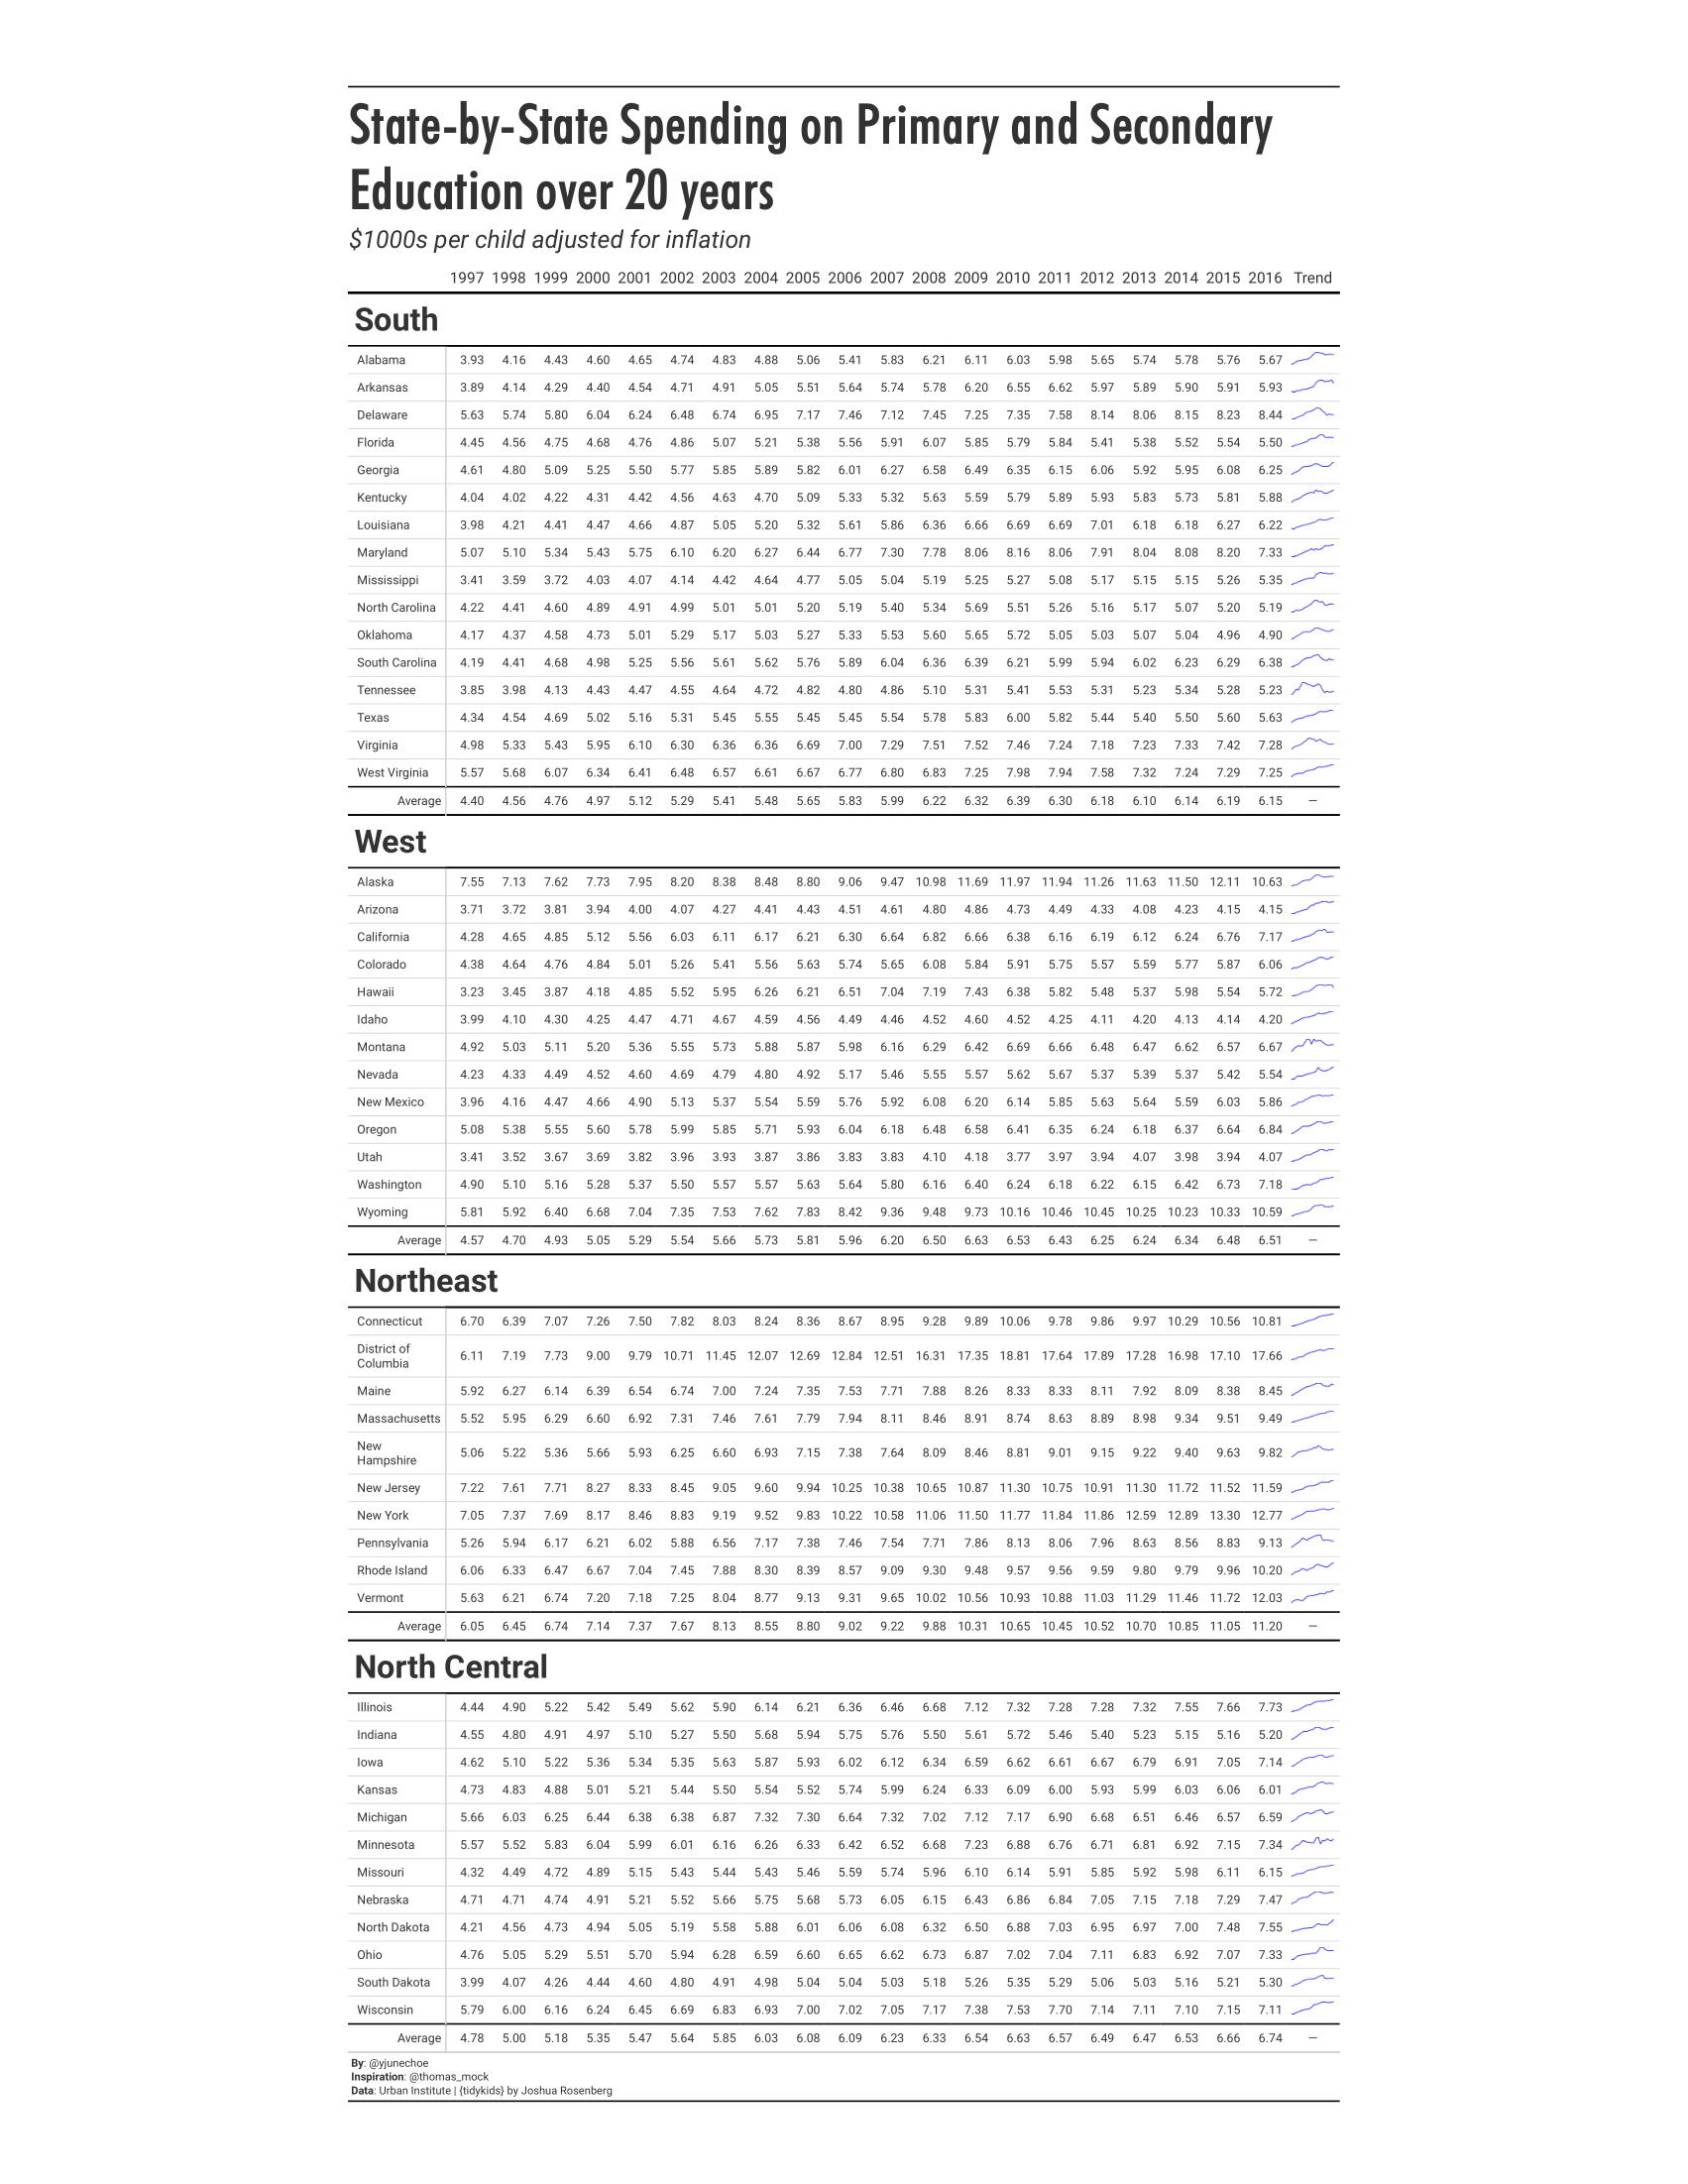 State-by-State Spending on Primary and Secondary
Education over 20 years
$1000s per child adjusted for inflation
1997 1998 1999 2000 2001 2002 2003 2004 2005 2006 2007 2008 2009 2010 2011 2012 2013 2014 2015 2016 Trend
South
Alabama 3.93 4.16 4.43 4.60 4.65 4.74 4.83 4.88 5.06 5.41 5.83 6.21 6.11 6.03 5.98 5.65 5.74 5.78 5.76 5.67
Arkansas 3.89 4.14 4.29 4.40 4.54 4.71 4.91 5.05 5.51 5.64 5.74 5.78 6.20 6.55 6.62 5.97 5.89 5.90 5.91 5.93
Delaware 5.63 5.74 5.80 6.04 6.24 6.48 6.74 6.95 7.17 7.46 7.12 7.45 7.25 7.35 7.58 8.14 8.06 8.15 8.23 8.44
Florida 4.45 4.56 4.75 4.68 4.76 4.86 5.07 5.21 5.38 5.56 5.91 6.07 5.85 5.79 5.84 5.41 5.38 5.52 5.54 5.50
Georgia 4.61 4.80 5.09 5.25 5.50 5.77 5.85 5.89 5.82 6.01 6.27 6.58 6.49 6.35 6.15 6.06 5.92 5.95 6.08 6.25
Kentucky 4.04 4.02 4.22 4.31 4.42 4.56 4.63 4.70 5.09 5.33 5.32 5.63 5.59 5.79 5.89 5.93 5.83 5.73 5.81 5.88
Louisiana 3.98 4.21 4.41 4.47 4.66 4.87 5.05 5.20 5.32 5.61 5.86 6.36 6.66 6.69 6.69 7.01 6.18 6.18 6.27 6.22
Maryland 5.07 5.10 5.34 5.43 5.75 6.10 6.20 6.27 6.44 6.77 7.30 7.78 8.06 8.16 8.06 7.91 8.04 8.08 8.20 7.33
Mississippi 3.41 3.59 3.72 4.03 4.07 4.14 4.42 4.64 4.77 5.05 5.04 5.19 5.25 5.27 5.08 5.17 5.15 5.15 5.26 5.35
North Carolina 4.22 4.41 4.60 4.89 4.91 4.99 5.01 5.01 5.20 5.19 5.40 5.34 5.69 5.51 5.26 5.16 5.17 5.07 5.20 5.19
Oklahoma 4.17 4.37 4.58 4.73 5.01 5.29 5.17 5.03 5.27 5.33 5.53 5.60 5.65 5.72 5.05 5.03 5.07 5.04 4.96 4.90
South Carolina 4.19 4.41 4.68 4.98 5.25 5.56 5.61 5.62 5.76 5.89 6.04 6.36 6.39 6.21 5.99 5.94 6.02 6.23 6.29 6.38
Tennessee 3.85 3.98 4.13 4.43 4.47 4.55 4.64 4.72 4.82 4.80 4.86 5.10 5.31 5.41 5.53 5.31 5.23 5.34 5.28 5.23
Texas 4.34 4.54 4.69 5.02 5.16 5.31 5.45 5.55 5.45 5.45 5.54 5.78 5.83 6.00 5.82 5.44 5.40 5.50 5.60 5.63
Virginia 4.98 5.33 5.43 5.95 6.10 6.30 6.36 6.36 6.69 7.00 7.29 7.51 7.52 7.46 7.24 7.18 7.23 7.33 7.42 7.28
West Virginia 5.57 5.68 6.07 6.34 6.41 6.48 6.57 6.61 6.67 6.77 6.80 6.83 7.25 7.98 7.94 7.58 7.32 7.24 7.29 7.25
Average 4.40 4.56 4.76 4.97 5.12 5.29 5.41 5.48 5.65 5.83 5.99 6.22 6.32 6.39 6.30 6.18 6.10 6.14 6.19 6.15 —
West
Alaska 7.55 7.13 7.62 7.73 7.95 8.20 8.38 8.48 8.80 9.06 9.47 10.98 11.69 11.97 11.94 11.26 11.63 11.50 12.11 10.63
Arizona 3.71 3.72 3.81 3.94 4.00 4.07 4.27 4.41 4.43 4.51 4.61 4.80 4.86 4.73 4.49 4.33 4.08 4.23 4.15 4.15
California 4.28 4.65 4.85 5.12 5.56 6.03 6.11 6.17 6.21 6.30 6.64 6.82 6.66 6.38 6.16 6.19 6.12 6.24 6.76 7.17
Colorado 4.38 4.64 4.76 4.84 5.01 5.26 5.41 5.56 5.63 5.74 5.65 6.08 5.84 5.91 5.75 5.57 5.59 5.77 5.87 6.06
Hawaii 3.23 3.45 3.87 4.18 4.85 5.52 5.95 6.26 6.21 6.51 7.04 7.19 7.43 6.38 5.82 5.48 5.37 5.98 5.54 5.72
Idaho 3.99 4.10 4.30 4.25 4.47 4.71 4.67 4.59 4.56 4.49 4.46 4.52 4.60 4.52 4.25 4.11 4.20 4.13 4.14 4.20
Montana 4.92 5.03 5.11 5.20 5.36 5.55 5.73 5.88 5.87 5.98 6.16 6.29 6.42 6.69 6.66 6.48 6.47 6.62 6.57 6.67
Nevada 4.23 4.33 4.49 4.52 4.60 4.69 4.79 4.80 4.92 5.17 5.46 5.55 5.57 5.62 5.67 5.37 5.39 5.37 5.42 5.54
New Mexico 3.96 4.16 4.47 4.66 4.90 5.13 5.37 5.54 5.59 5.76 5.92 6.08 6.20 6.14 5.85 5.63 5.64 5.59 6.03 5.86
Oregon 5.08 5.38 5.55 5.60 5.78 5.99 5.85 5.71 5.93 6.04 6.18 6.48 6.58 6.41 6.35 6.24 6.18 6.37 6.64 6.84
Utah 3.41 3.52 3.67 3.69 3.82 3.96 3.93 3.87 3.86 3.83 3.83 4.10 4.18 3.77 3.97 3.94 4.07 3.98 3.94 4.07
Washington 4.90 5.10 5.16 5.28 5.37 5.50 5.57 5.57 5.63 5.64 5.80 6.16 6.40 6.24 6.18 6.22 6.15 6.42 6.73 7.18
Wyoming 5.81 5.92 6.40 6.68 7.04 7.35 7.53 7.62 7.83 8.42 9.36 9.48 9.73 10.16 10.46 10.45 10.25 10.23 10.33 10.59
Average 4.57 4.70 4.93 5.05 5.29 5.54 5.66 5.73 5.81 5.96 6.20 6.50 6.63 6.53 6.43 6.25 6.24 6.34 6.48 6.51 —
Northeast
Connecticut 6.70 6.39 7.07 7.26 7.50 7.82 8.03 8.24 8.36 8.67 8.95 9.28 9.89 10.06 9.78 9.86 9.97 10.29 10.56 10.81
District of
Columbia 6.11 7.19 7.73 9.00 9.79 10.71 11.45 12.07 12.69 12.84 12.51 16.31 17.35 18.81 17.64 17.89 17.28 16.98 17.10 17.66
Maine 5.92 6.27 6.14 6.39 6.54 6.74 7.00 7.24 7.35 7.53 7.71 7.88 8.26 8.33 8.33 8.11 7.92 8.09 8.38 8.45
Massachusetts 5.52 5.95 6.29 6.60 6.92 7.31 7.46 7.61 7.79 7.94 8.11 8.46 8.91 8.74 8.63 8.89 8.98 9.34 9.51 9.49
New
Hampshire 5.06 5.22 5.36 5.66 5.93 6.25 6.60 6.93 7.15 7.38 7.64 8.09 8.46 8.81 9.01 9.15 9.22 9.40 9.63 9.82
New Jersey 7.22 7.61 7.71 8.27 8.33 8.45 9.05 9.60 9.94 10.25 10.38 10.65 10.87 11.30 10.75 10.91 11.30 11.72 11.52 11.59
New York 7.05 7.37 7.69 8.17 8.46 8.83 9.19 9.52 9.83 10.22 10.58 11.06 11.50 11.77 11.84 11.86 12.59 12.89 13.30 12.77
Pennsylvania 5.26 5.94 6.17 6.21 6.02 5.88 6.56 7.17 7.38 7.46 7.54 7.71 7.86 8.13 8.06 7.96 8.63 8.56 8.83 9.13
Rhode Island 6.06 6.33 6.47 6.67 7.04 7.45 7.88 8.30 8.39 8.57 9.09 9.30 9.48 9.57 9.56 9.59 9.80 9.79 9.96 10.20
Vermont 5.63 6.21 6.74 7.20 7.18 7.25 8.04 8.77 9.13 9.31 9.65 10.02 10.56 10.93 10.88 11.03 11.29 11.46 11.72 12.03
Average 6.05 6.45 6.74 7.14 7.37 7.67 8.13 8.55 8.80 9.02 9.22 9.88 10.31 10.65 10.45 10.52 10.70 10.85 11.05 11.20 —
North Central
Illinois 4.44 4.90 5.22 5.42 5.49 5.62 5.90 6.14 6.21 6.36 6.46 6.68 7.12 7.32 7.28 7.28 7.32 7.55 7.66 7.73
Indiana 4.55 4.80 4.91 4.97 5.10 5.27 5.50 5.68 5.94 5.75 5.76 5.50 5.61 5.72 5.46 5.40 5.23 5.15 5.16 5.20
Iowa 4.62 5.10 5.22 5.36 5.34 5.35 5.63 5.87 5.93 6.02 6.12 6.34 6.59 6.62 6.61 6.67 6.79 6.91 7.05 7.14
Kansas 4.73 4.83 4.88 5.01 5.21 5.44 5.50 5.54 5.52 5.74 5.99 6.24 6.33 6.09 6.00 5.93 5.99 6.03 6.06 6.01
Michigan 5.66 6.03 6.25 6.44 6.38 6.38 6.87 7.32 7.30 6.64 7.32 7.02 7.12 7.17 6.90 6.68 6.51 6.46 6.57 6.59
Minnesota 5.57 5.52 5.83 6.04 5.99 6.01 6.16 6.26 6.33 6.42 6.52 6.68 7.23 6.88 6.76 6.71 6.81 6.92 7.15 7.34
Missouri 4.32 4.49 4.72 4.89 5.15 5.43 5.44 5.43 5.46 5.59 5.74 5.96 6.10 6.14 5.91 5.85 5.92 5.98 6.11 6.15
Nebraska 4.71 4.71 4.74 4.91 5.21 5.52 5.66 5.75 5.68 5.73 6.05 6.15 6.43 6.86 6.84 7.05 7.15 7.18 7.29 7.47
North Dakota 4.21 4.56 4.73 4.94 5.05 5.19 5.58 5.88 6.01 6.06 6.08 6.32 6.50 6.88 7.03 6.95 6.97 7.00 7.48 7.55
Ohio 4.76 5.05 5.29 5.51 5.70 5.94 6.28 6.59 6.60 6.65 6.62 6.73 6.87 7.02 7.04 7.11 6.83 6.92 7.07 7.33
South Dakota 3.99 4.07 4.26 4.44 4.60 4.80 4.91 4.98 5.04 5.04 5.03 5.18 5.26 5.35 5.29 5.06 5.03 5.16 5.21 5.30
Wisconsin 5.79 6.00 6.16 6.24 6.45 6.69 6.83 6.93 7.00 7.02 7.05 7.17 7.38 7.53 7.70 7.14 7.11 7.10 7.15 7.11
Average 4.78 5.00 5.18 5.35 5.47 5.64 5.85 6.03 6.08 6.09 6.23 6.33 6.54 6.63 6.57 6.49 6.47 6.53 6.66 6.74 —
By: @yjunechoe
Inspiration: @thomas_mock
Data: Urban Institute | {tidykids} by Joshua Rosenberg